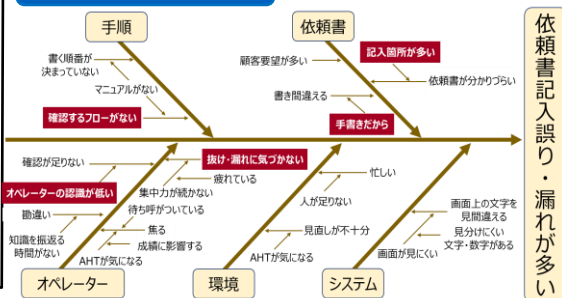 手順
依頼書
書く順番が
決まっていない
マニュアルがない
確認するフローがない
顧客要望が多い
記入箇所が多い
依頼書が分かりづらい
書き間違える
手書きだから
依頼書記入誤り・漏れが多い
確認が足りない
抜け・漏れに気づかない
疲れている
オペレーターの認識が低い
集中力が続かない
待ち呼がついている
勘違い
焦る
知識を振返る
時間がない
成績に影響する
AHTが気になる
忙しい
人が足りない
見直しが不十分
AHTが気になる
画面上の文字を
見間違える
見分けにくい
文字・数字がある
画面が見にくい
オペレーター
環境
システム